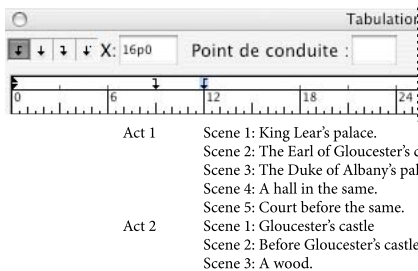 Tabulation
X: 16p0 Point de conduite :
0 6 12 18 24
Act 1 Scene 1: King Lear's palace.
Scene 2: The Earl of Gloucester's
Scene 3: The Duke of Albany's
Scene 4: A hall in the same.
Scene 5: Court before the same.
Act 2 Scene 1: Gloucester's castle
Scene 2: Before Gloucester's castle
Scene 3: A wood.